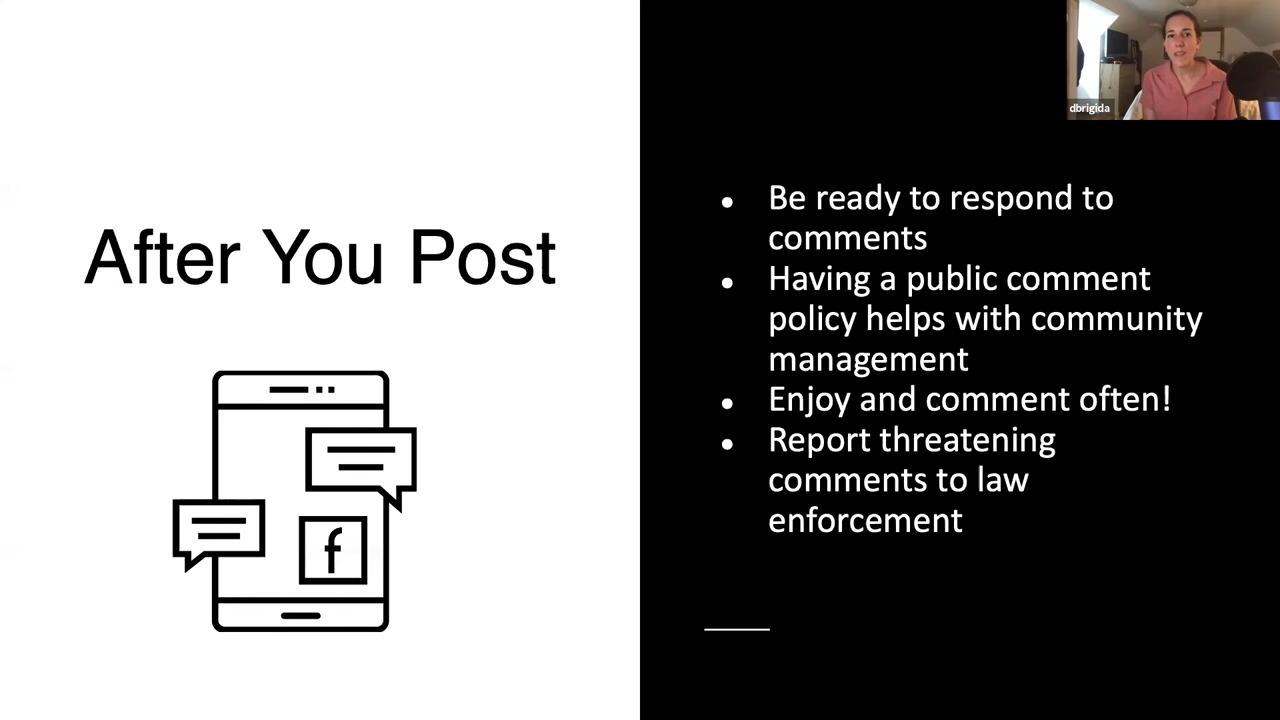 dbrigida
After You Post
f
• Be ready to respond to
comments
• Having a public comment
policy helps with community
management
• Enjoy and comment often!
• Report threatening
comments to law
enforcement